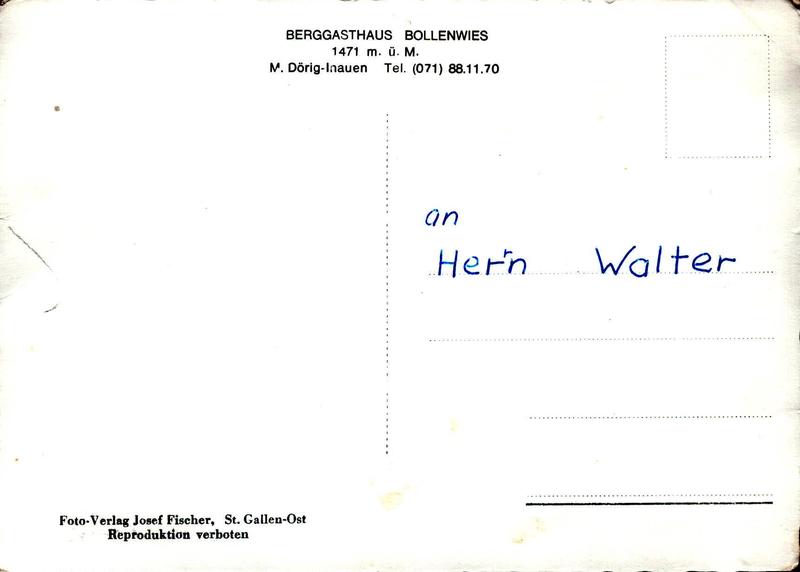 BERGGASTHAUS BOLLENWIES
1471 m. ü. M.
M. Dörig-Inauen Tel. (071) 88.11.70
an
Herrn Walter
Foto-Verlag Josef Fischer, St. Gallen-Ost
Reproduktion verboten